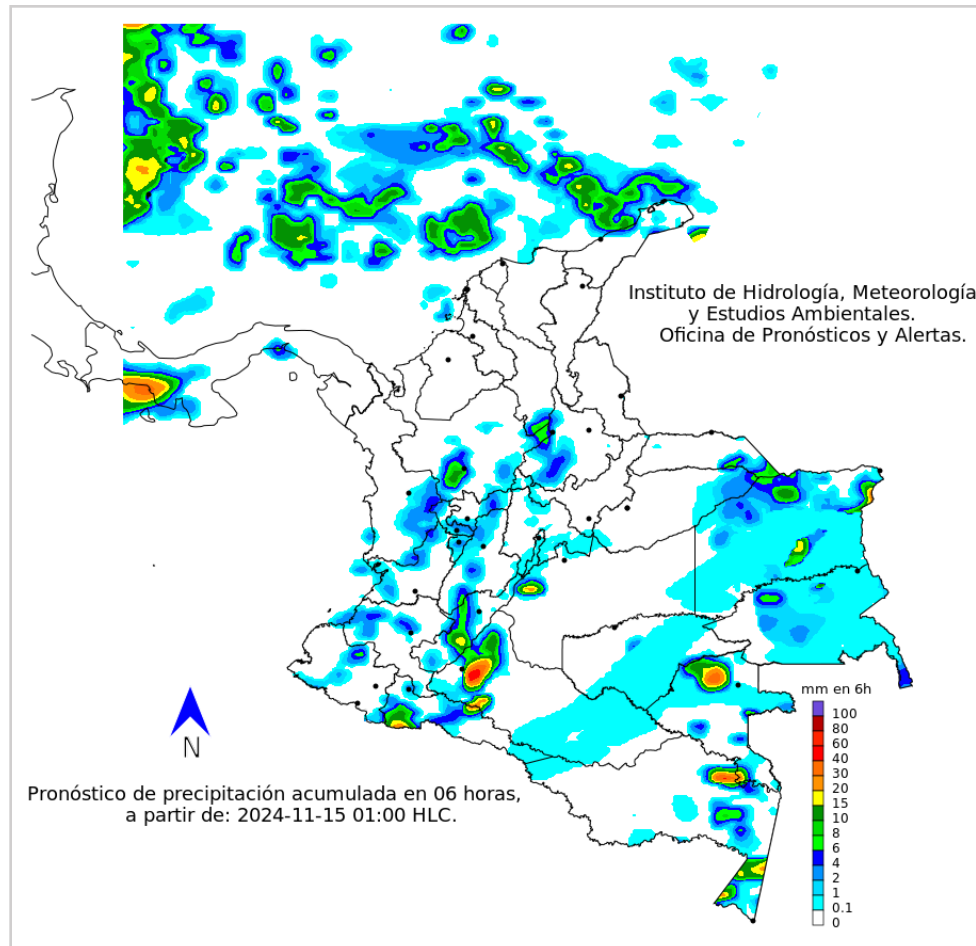 Instituto de Hidrología, Meteorología
y Estudios Ambientales.
Oficina de Pronósticos y Alertas.
mm en 6h
100
80
60
40
30
20
15
10
8
6
4
2
1
0.1
0
N
Pronóstico de precipitación acumulada en 06 horas,
a partir de: 2024-11-15 01:00 HLC.